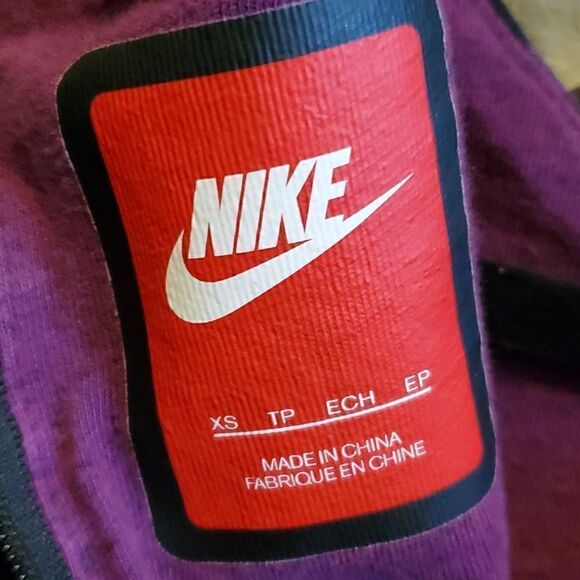 NIKE
XS TP ECH EP
MADE IN CHINA
FABRIQUE EN CHINE